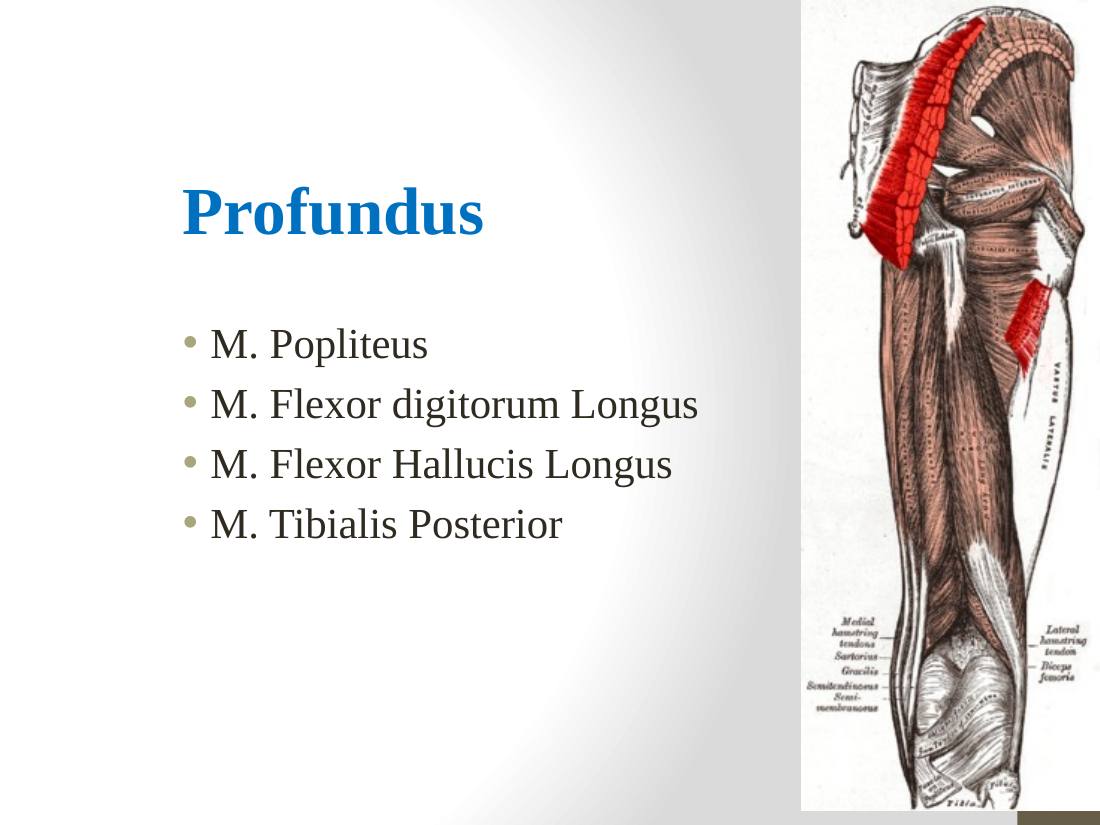 Profundus
• M. Popliteus
• M. Flexor digitorum Longus
• M. Flexor Hallucis Longus
• M. Tibialis Posterior
VASTUS LATERALIS
Medial
hamstring
tendons
Sartorius
Gracilis
Semitendinosus
Semi-
membranosus
Lateral
hamstring
tendon
Biceps
femoris
Tibia